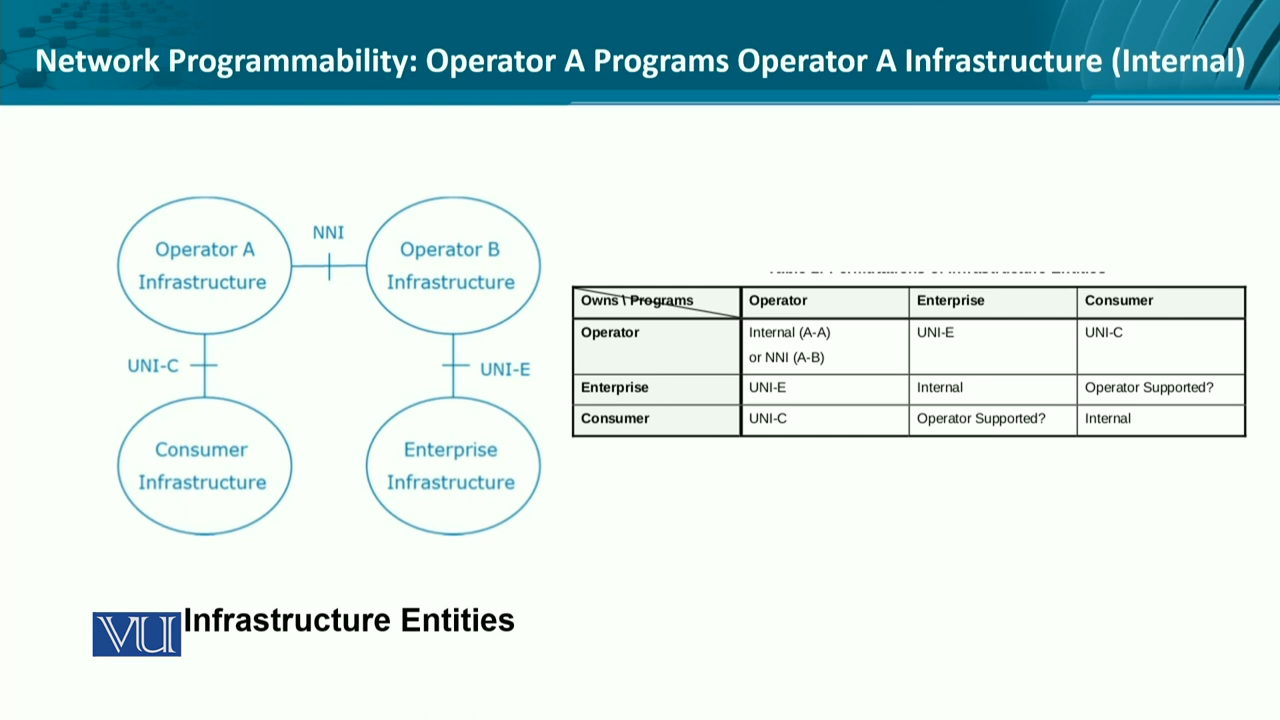 Network Programmability: Operator A Programs Operator A Infrastructure (Internal)
NNI
Operator A
Infrastructure
Operator B
Infrastructure
UNI-C
UNI-E
Consumer
Infrastructure
Enterprise
Infrastructure
Owns \ Programs Operator Enterprise Consumer
Operator Internal (A-A) UNI-E UNI-C
or NNI (A-B)
Enterprise UNI-E Internal Operator Supported?
Consumer UNI-C Operator Supported? Internal
VU Infrastructure Entities